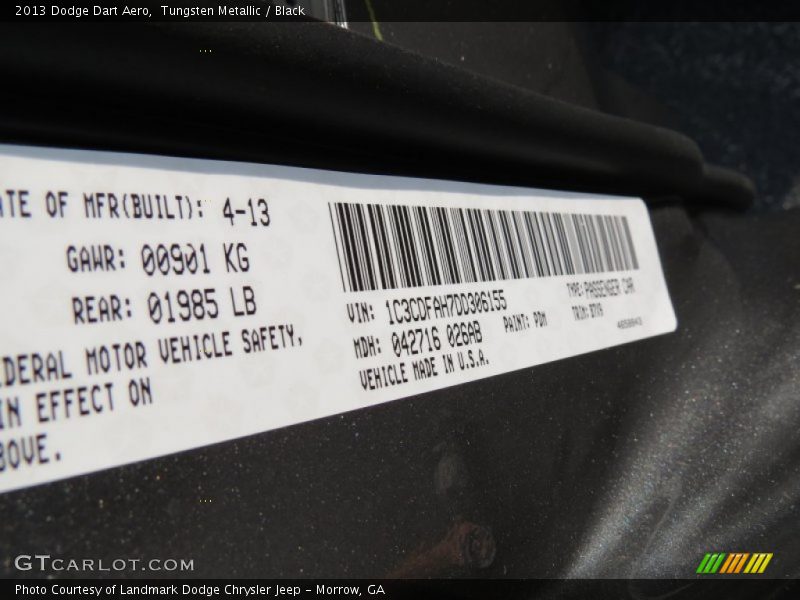 2013 Dodge Dart Aero,  Tungsten Metallic / Black
ATE OF MFR(BUILT): 4-13
GAWR: 00901 KG
REAR: 01985 LB
EDERAL MOTOR VEHICLE SAFETY,
IN EFFECT ON
BOVE.
VIN: 1C3CDFAH7DD306155
TYPE: PASSENGER CAR
MDH: 042716 026AB
PAINT: PDM
TRIM:
VEHICLE MADE IN U.S.A.
GTCARLOT.COM
Photo Courtesy of Landmark Dodge Chrysler Jeep – Morrow, GA